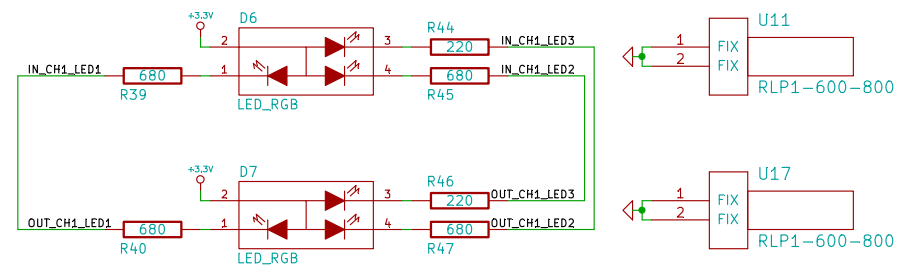 +3.3V
D6
2
3
1
4
LED_RGB
IN_CH1_LED1
680
R39
R44
220
IN_CH1_LED3
680
R45
IN_CH1_LED2
U11
1
FIX
2
FIX
RLP1-600-800
+3.3V
D7
2
3
1
4
LED_RGB
OUT_CH1_LED1
680
R40
R46
220
OUT_CH1_LED3
680
R47
OUT_CH1_LED2
U17
1
FIX
2
FIX
RLP1-600-800